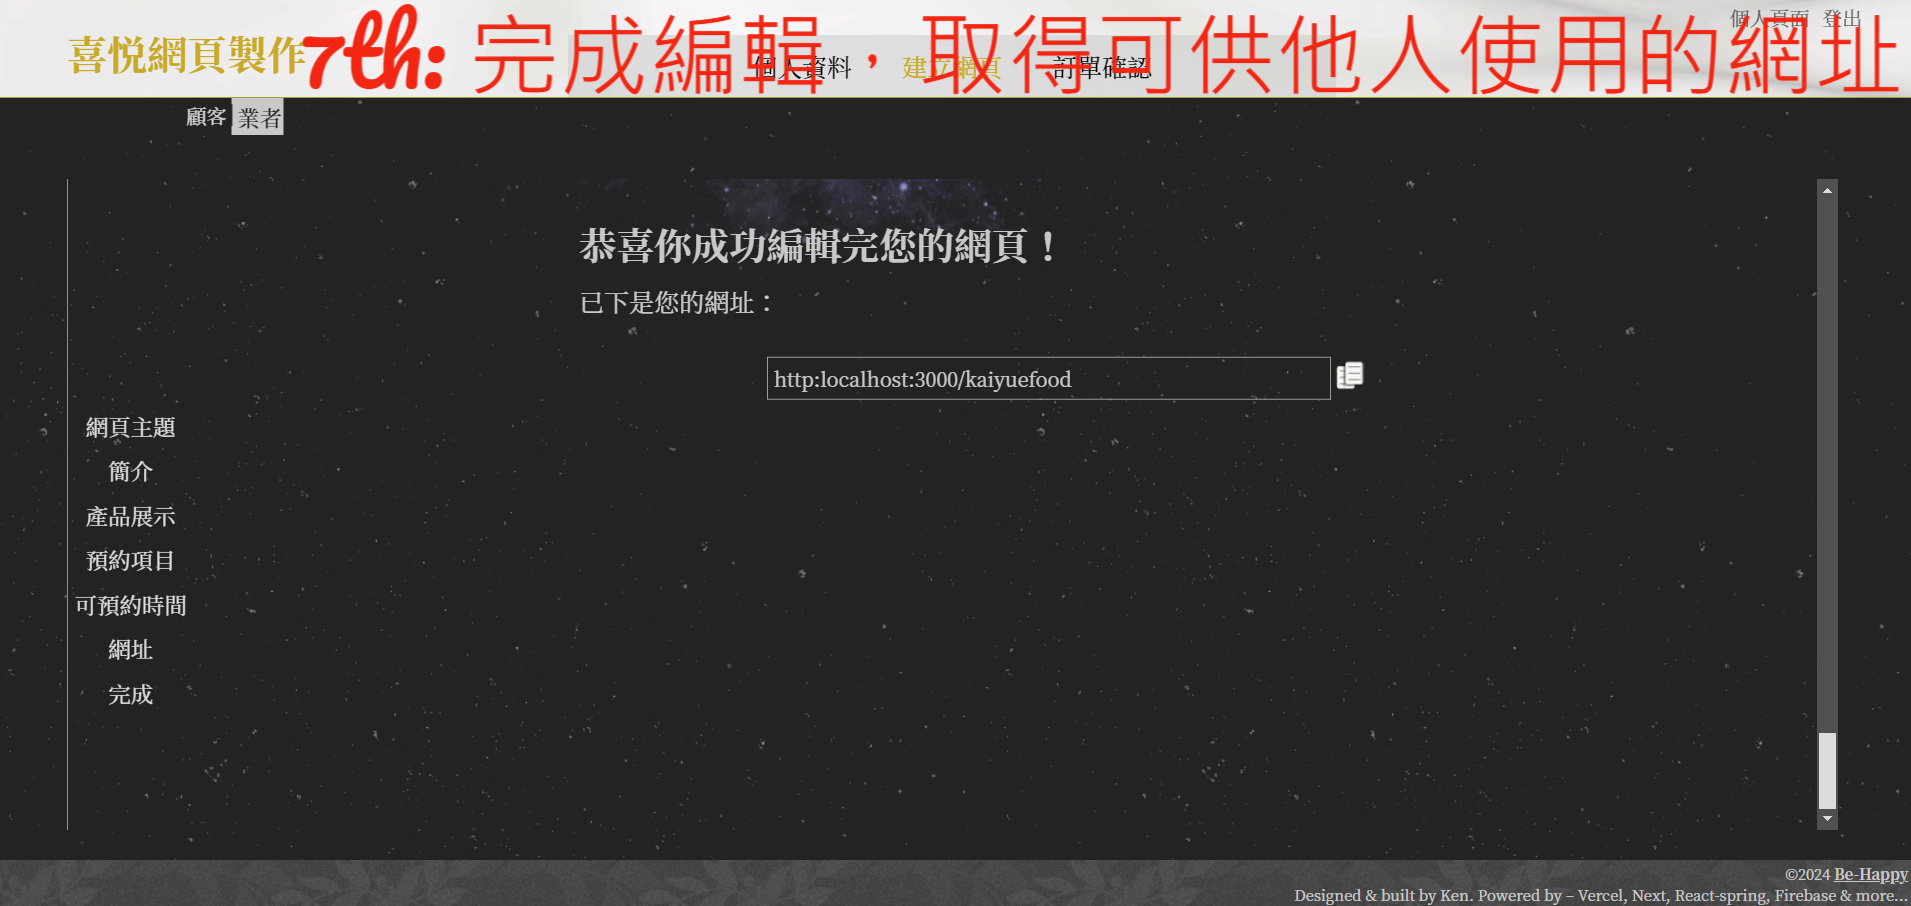 喜悦網頁製作
7th: 完成編輯，取得可供他人使用的網址
個人資料 建立網頁 訂單確認
個人頁面 登出
顧客 業者
恭喜你成功編輯完您的網頁！
已下是您的網址：
http:localhost:3000/kaiyuefood
網頁主題
簡介
產品展示
預約項目
可預約時間
網址
完成
©2024 Be-Happy
Designed & built by Ken. Powered by – Vercel, Next, React-spring, Firebase & more...